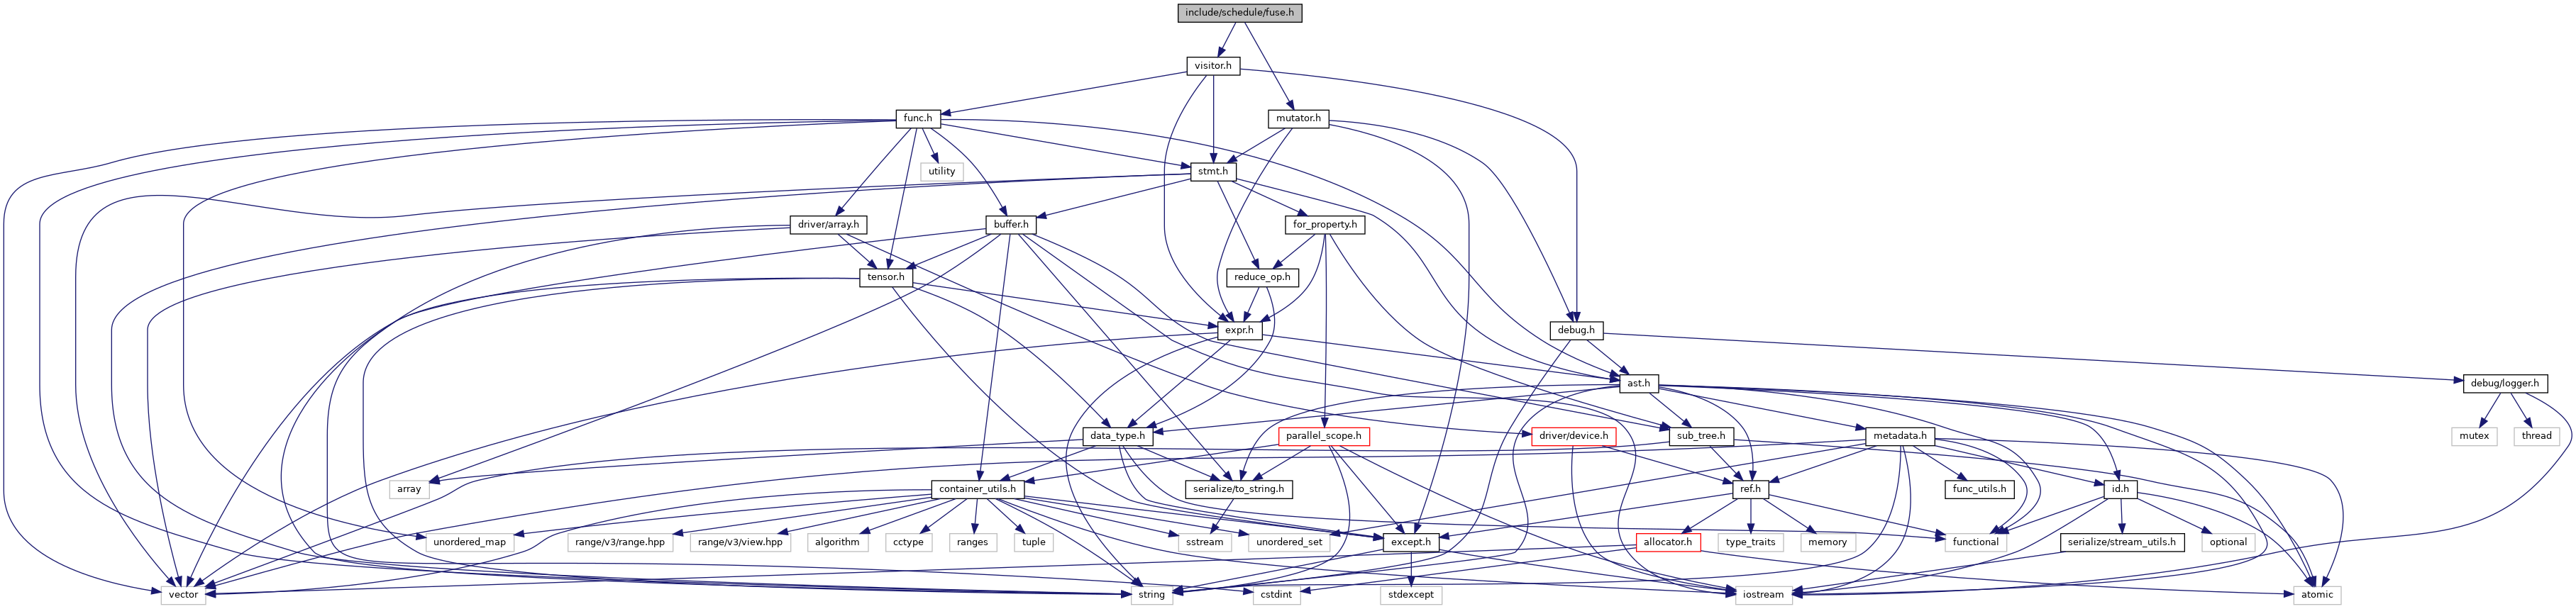 include/schedule/fuse.h
visitor.h
func.h
mutator.h
utility
stmt.h
driver/array.h
buffer.h
for_property.h
tensor.h
reduce_op.h
expr.h
debug.h
ast.h
debug/logger.h
data_type.h
parallel_scope.h
driver/device.h
sub_tree.h
metadata.h
mutex
thread
array
container_utils.h
serialize/to_string.h
ref.h
func_utils.h
id.h
unordered_map
range/v3/range.hpp
range/v3/view.hpp
algorithm
cctype
ranges
tuple
sstream
unordered_set
except.h
allocator.h
type_traits
memory
functional
serialize/stream_utils.h
optional
vector
string
cstdint
stdexcept
iostream
atomic